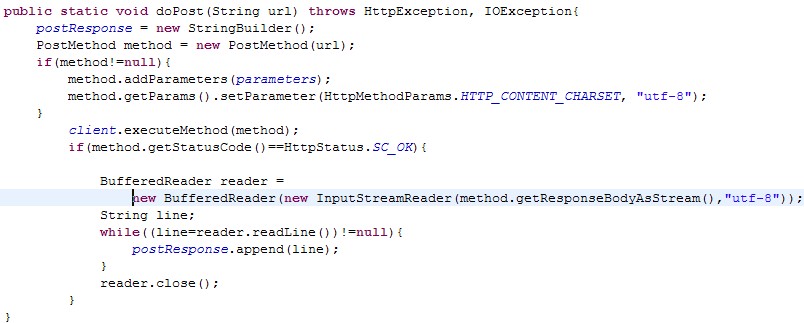 public static void doPost(String url) throws HttpException, IOException{
    postResponse = new StringBuilder();
    PostMethod method = new PostMethod(url);
    if(method!=null){
        method.addParameters(parameters);
        method.getParams().setParameter(HttpMethodParams.HTTP_CONTENT_CHARSET, "utf-8");
    }
        client.executeMethod(method);
        if(method.getStatusCode()==HttpStatus.SC_OK){

            BufferedReader reader =
                new BufferedReader(new InputStreamReader(method.getResponseBodyAsStream(),"utf-8"));
            String line;
            while((line=reader.readLine())!=null){
                postResponse.append(line);
            }
            reader.close();
        }
}